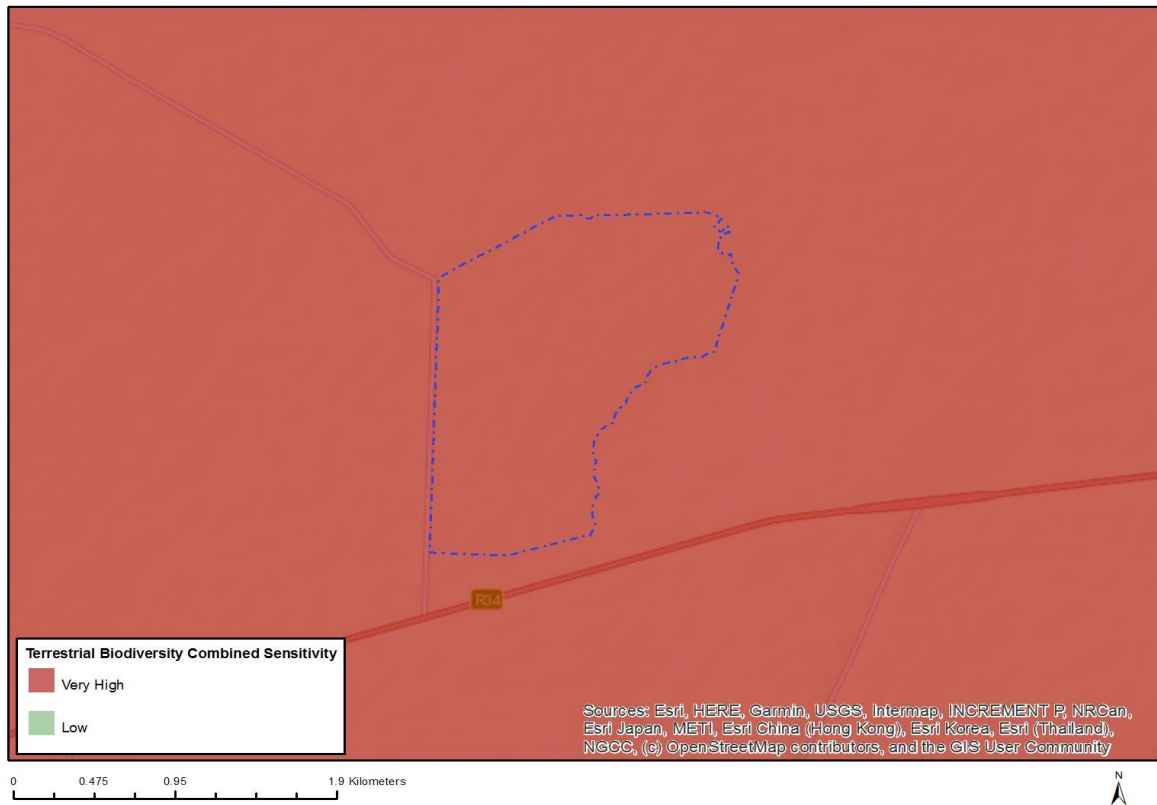 R34
Terrestrial Biodiversity Combined Sensitivity
Very High
Low
Sources: Esri, HERE, Garmin, USGS, Intermap, INCREMENT P, NRCan,
Esri Japan, METI, Esri China (Hong Kong), Esri Korea, Esri (Thailand),
NGCC, (c) OpenStreetMap contributors, and the GIS User Community
0 0.475 0.95 1.9 Kilometers
N